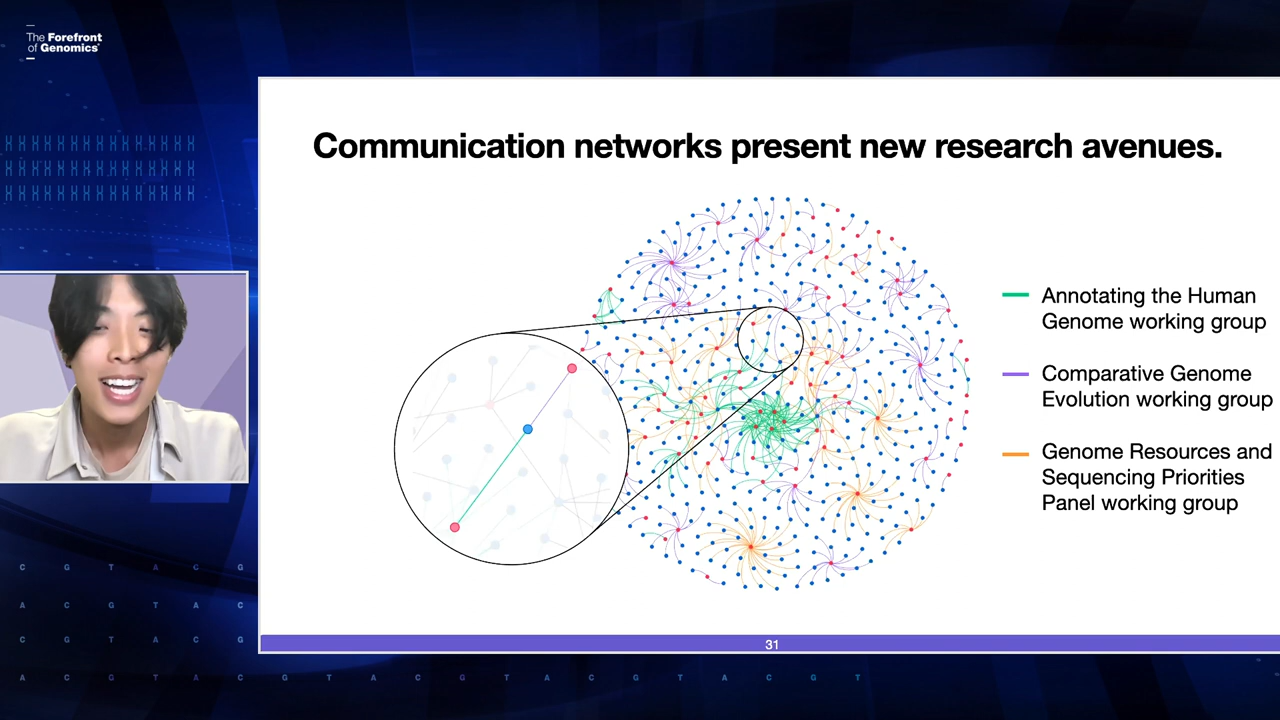 The Forefront
of Genomics®
Communication networks present new research avenues.
Annotating the Human
Genome working group
Comparative Genome
Evolution working group
Genome Resources and
Sequencing Priorities
Panel working group
31
C G T A C G
A C G T A C
C G T A C G
A C G T A C G T A C G T A C G T A C G T